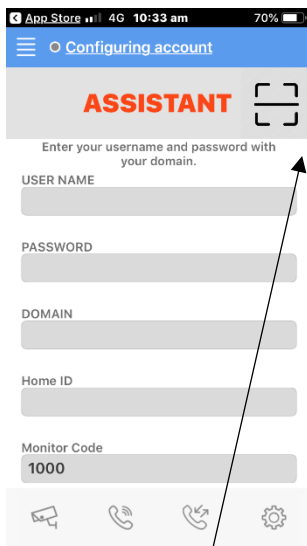 App Store 4G 10:33 am 70%
Configuring account
ASSISTANT
Enter your username and password with
your domain.
USER NAME
PASSWORD
DOMAIN
Home ID
Monitor Code
1000